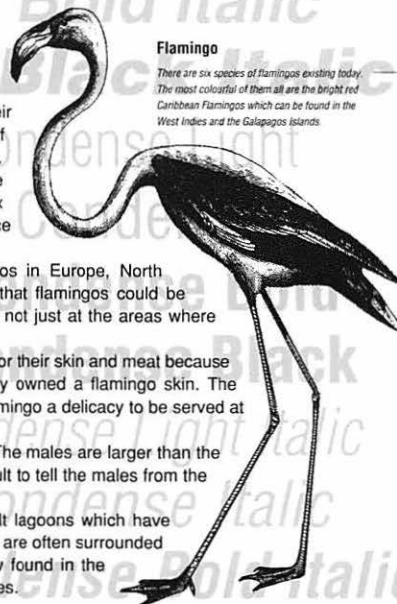 Bold Italic
Flamingo
There are six species of flamingos existing today.
The most colourful of them all are the bright red
Caribbean Flamingos which can be found in the
West Indies and the Galapagos Islands.
Black Italic
eir
of
Condense Light
e
x
ce
Condense
os in Europe, North
that flamingos could be
Condense Bold
not just at the areas where
Condense Black
or their skin and meat because
y owned a flamingo skin. The
mingo a delicacy to be served at
Condense Light Italic
The males are larger than the
ult to tell the males from the
Condense Italic
lt lagoons which have
are often surrounded
y found in the
Condense Bold Italic
es.